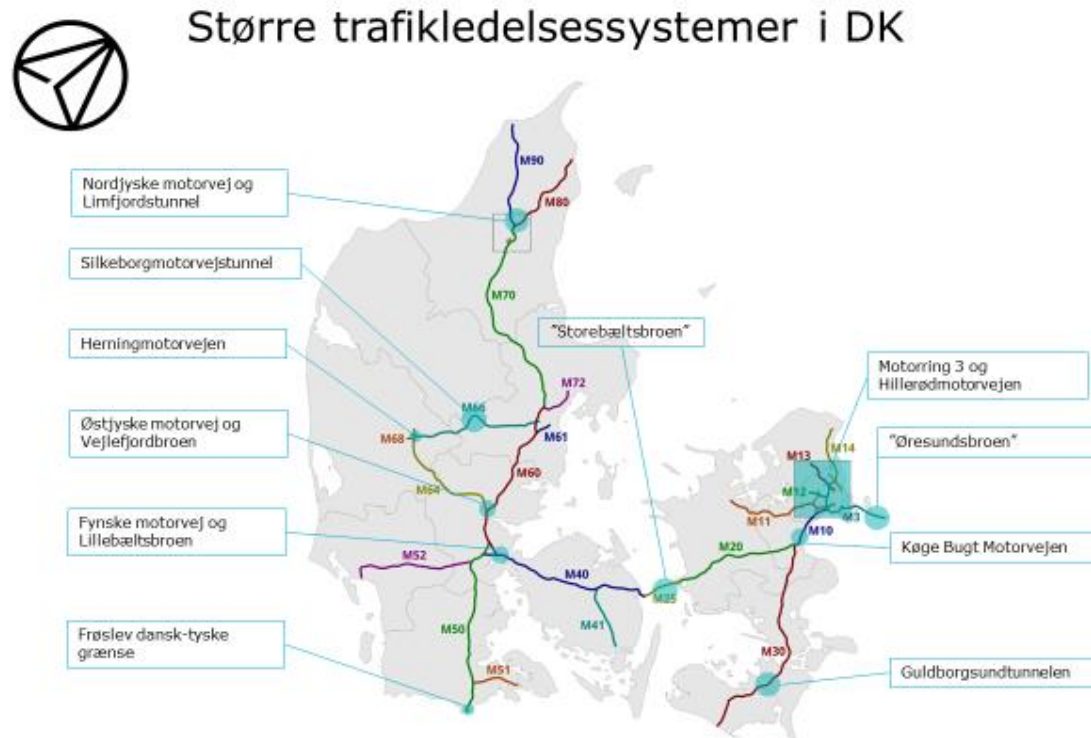 Større trafikledelsessystemer i DK
Nordjyske motorvej og
Limfjordstunnel
Silkeborgmotorvejstunnel
Herningmotorvejen
Østjyske motorvej og
Vejlefjordbroen
Fynske motorvej og
Lillebæltsbroen
Frøslev dansk-tyske
grænse
"Storebæltsbroen"
Motorring 3 og
Hillerødmotorvejen
"Øresundsbroen"
Køge Bugt Motorvejen
Guldborgsundtunnelen
M90
M80
M70
M72
M66
M68
M61
M60
M64
M52
M50
M51
M40
M41
M25
M20
M10
M11
M12
M13
M14
M3
M30